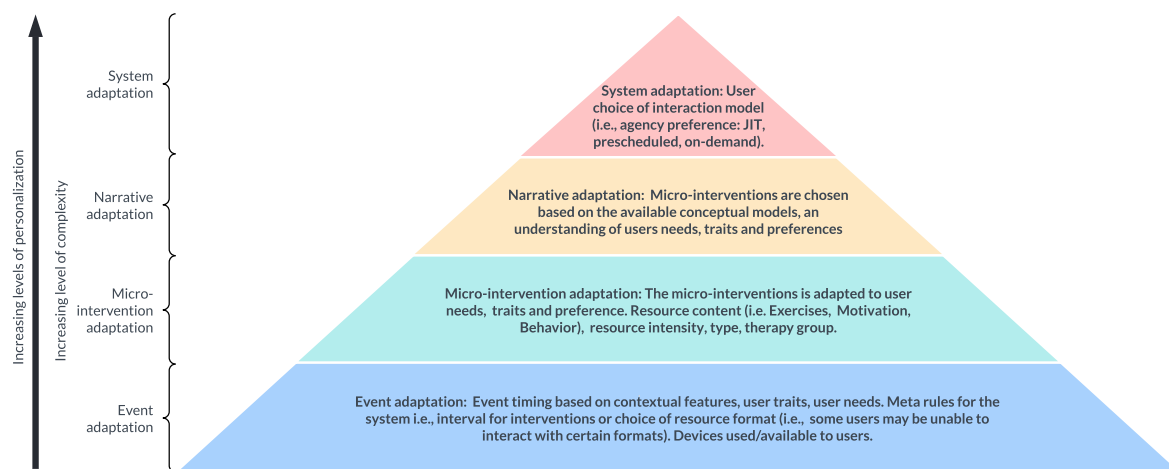 System
adaptation
System adaptation: User
choice of interaction model
(i.e., agency preference: JIT,
prescheduled, on-demand).
Increasing levels of personalization
Increasing level of complexity
Narrative
adaptation
Narrative adaptation: Micro-interventions are chosen
based on the available conceptual models, an
understanding of users needs, traits and preferences
Micro-
intervention
adaptation
Micro-intervention adaptation: The micro-interventions is adapted to user
needs, traits and preference. Resource content (i.e. Exercises, Motivation,
Behavior), resource intensity, type, therapy group.
Event
adaptation
Event adaptation: Event timing based on contextual features, user traits, user needs. Meta rules for the
system i.e., interval for interventions or choice of resource format (i.e., some users may be unable to
interact with certain formats). Devices used/available to users.